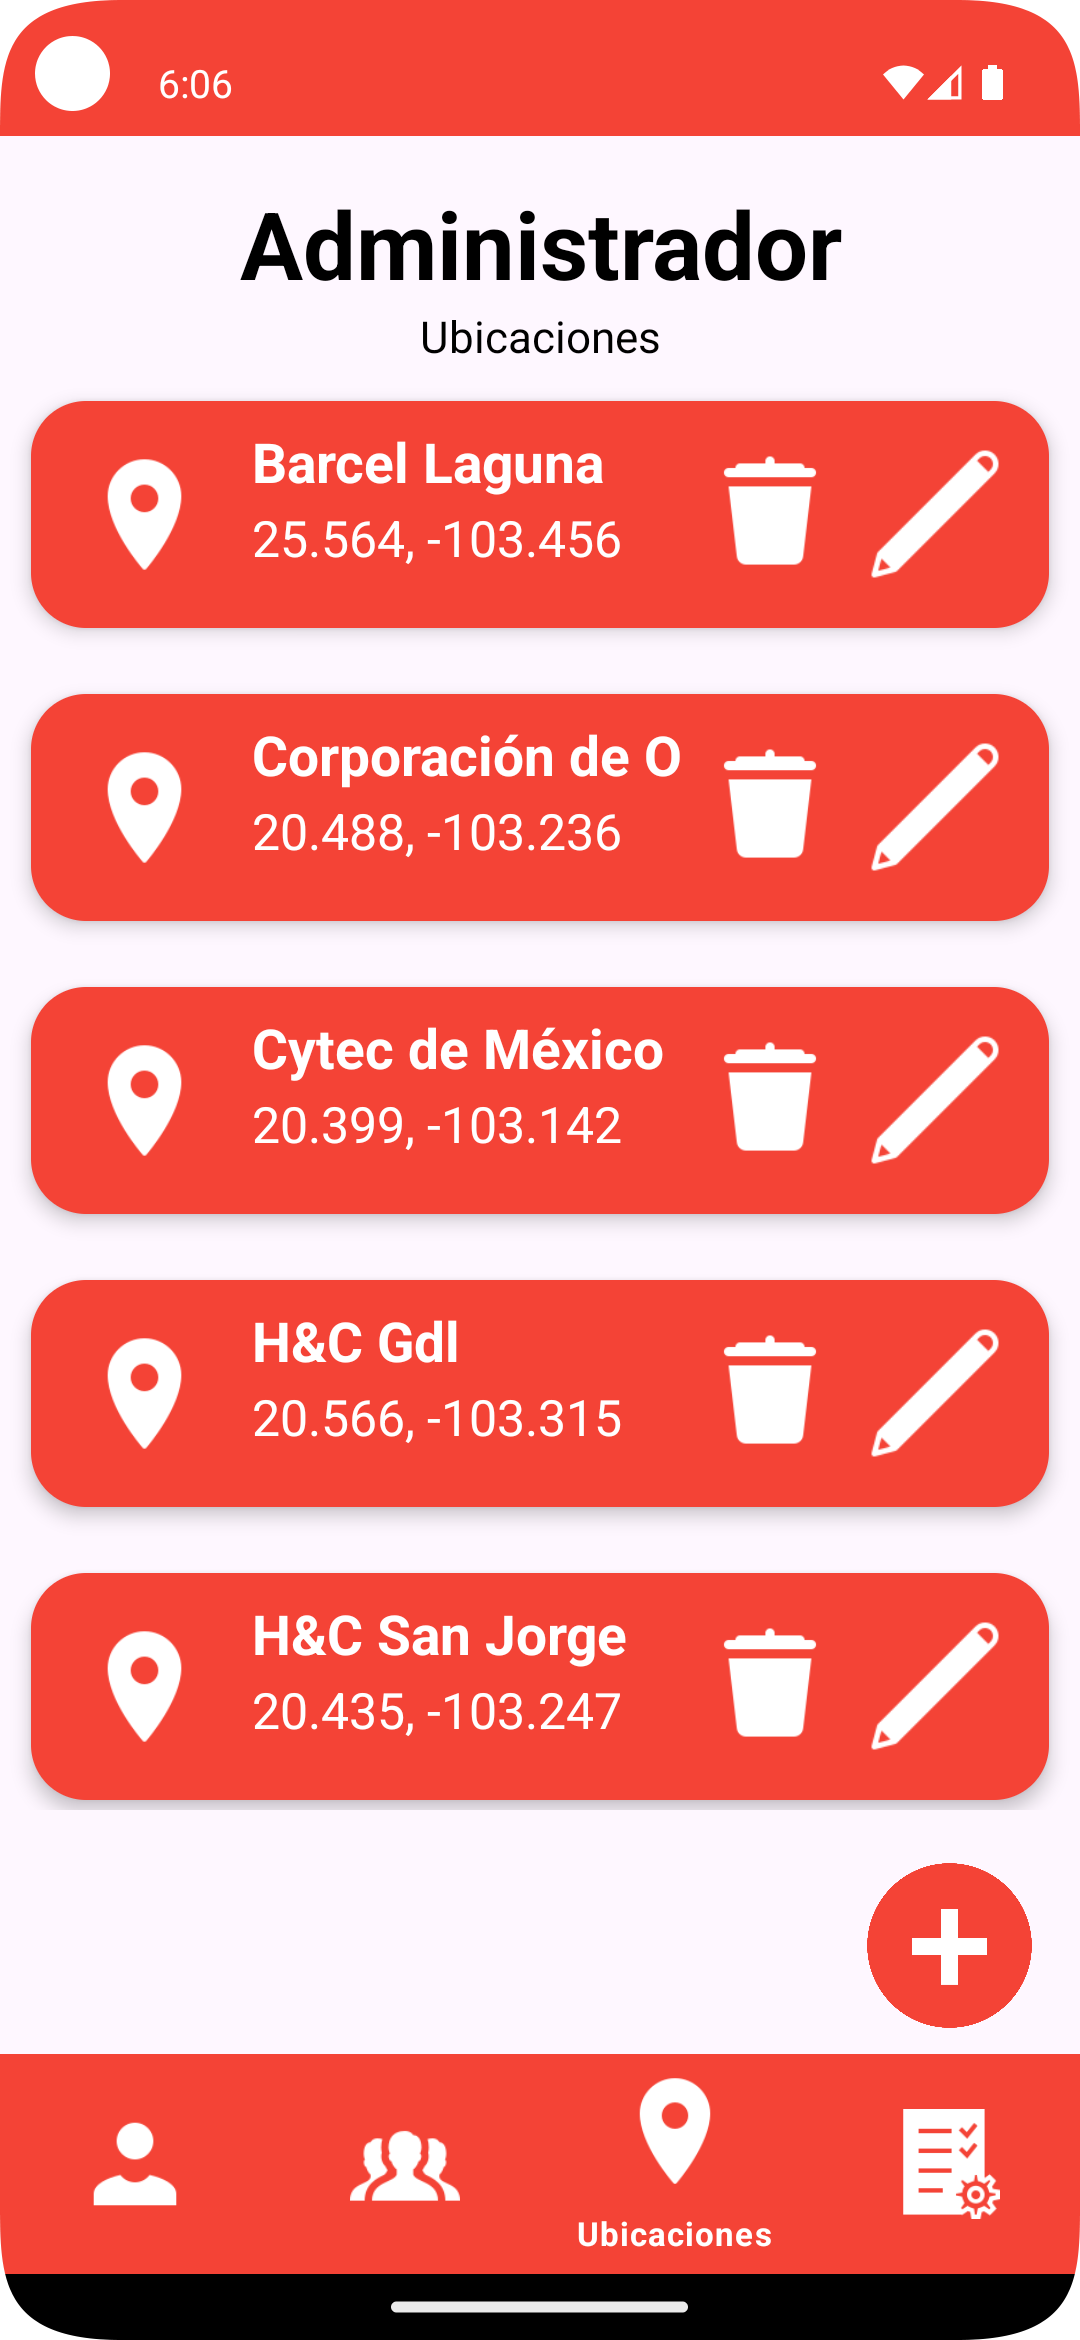 6:06
Administrador
Ubicaciones
Barcel Laguna
25.564, -103.456
Corporación de O
20.488, -103.236
Cytec de México
20.399, -103.142
H&C Gdl
20.566, -103.315
H&C San Jorge
20.435, -103.247
Ubicaciones